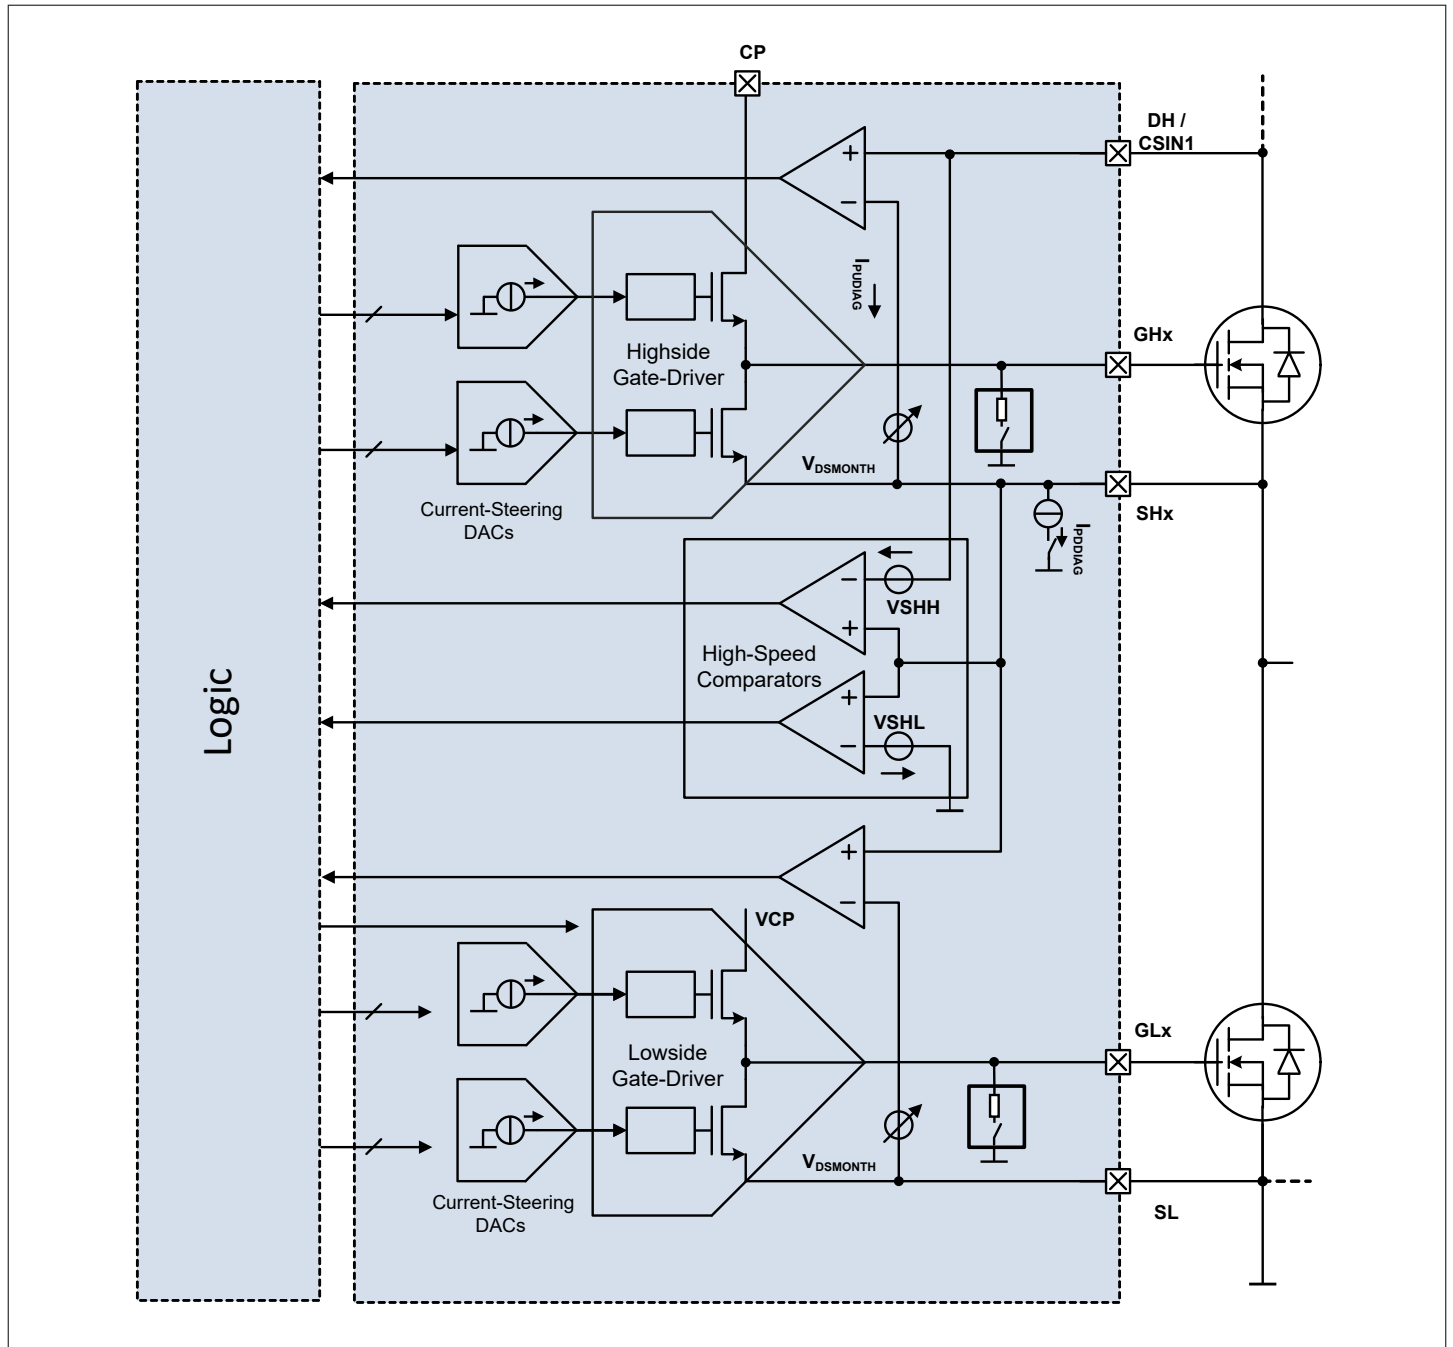 CP
DH /
CSIN1
+
−
IPUDIAG
GHx
Highside
Gate-Driver
VDSMONTH
SHx
Current-Steering
DACs
IPDDIAG
−
VSHH
+
High-Speed
Comparators
+
VSHL
−
Logic
+
−
VCP
GLx
Lowside
Gate-Driver
VDSMONTH
SL
Current-Steering
DACs